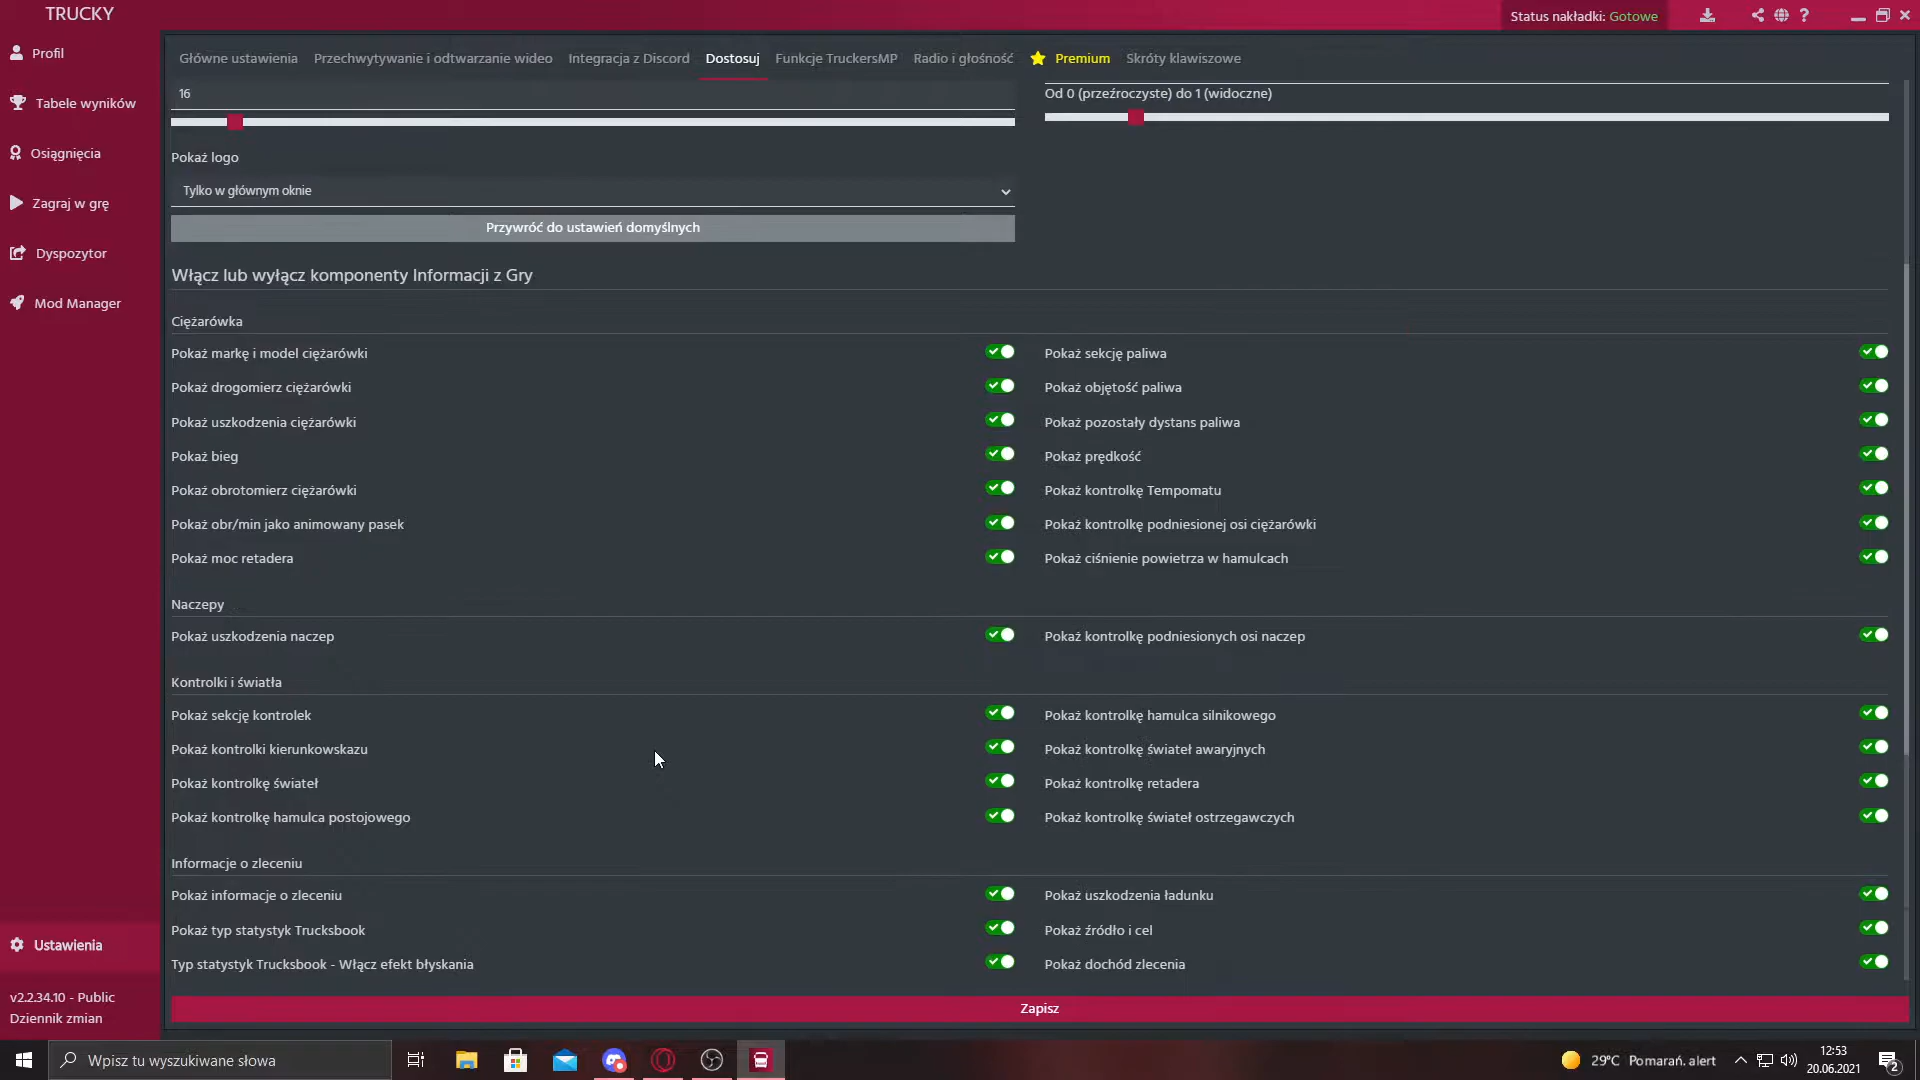 TRUCKY
Status nakładki: Gotowe
Profil
Tabele wyników
Osiągnięcia
Zagraj w grę
Dyspozytor
Mod Manager
Ustawienia
v2.2.34.10 - Public
Dziennik zmian
Główne ustawienia
Przechwytywanie i odtwarzanie wideo
Integracja z Discord
Dostosuj
Funkcje TruckersMP
Radio i głośność
Premium
Skróty klawiszowe
16
Od 0 (przeźroczyste) do 1 (widoczne)
Pokaż logo
Tylko w głównym oknie
Przywróć do ustawień domyślnych
Włącz lub wyłącz komponenty Informacji z Gry
Ciężarówka
Pokaż markę i model ciężarówki
Pokaż sekcję paliwa
Pokaż drogomierz ciężarówki
Pokaż objętość paliwa
Pokaż uszkodzenia ciężarówki
Pokaż pozostały dystans paliwa
Pokaż bieg
Pokaż prędkość
Pokaż obrotomierz ciężarówki
Pokaż kontrolkę Tempomatu
Pokaż obr/min jako animowany pasek
Pokaż kontrolkę podniesionej osi ciężarówki
Pokaż moc retadera
Pokaż ciśnienie powietrza w hamulcach
Naczepy
Pokaż uszkodzenia naczep
Pokaż kontrolkę podniesionych osi naczep
Kontrolki i światła
Pokaż sekcję kontrolek
Pokaż kontrolkę hamulca silnikowego
Pokaż kontrolki kierunkowskazu
Pokaż kontrolkę świateł awaryjnych
Pokaż kontrolkę świateł
Pokaż kontrolkę retadera
Pokaż kontrolkę hamulca postojowego
Pokaż kontrolkę świateł ostrzegawczych
Informacje o zleceniu
Pokaż informacje o zleceniu
Pokaż uszkodzenia ładunku
Pokaż typ statystyk Trucksbook
Pokaż źródło i cel
Typ statystyk Trucksbook - Włącz efekt błyskania
Pokaż dochód zlecenia
Zapisz
Wpisz tu wyszukiwane słowa
29°C Pomarań. alert
12:53
20.06.2021
2